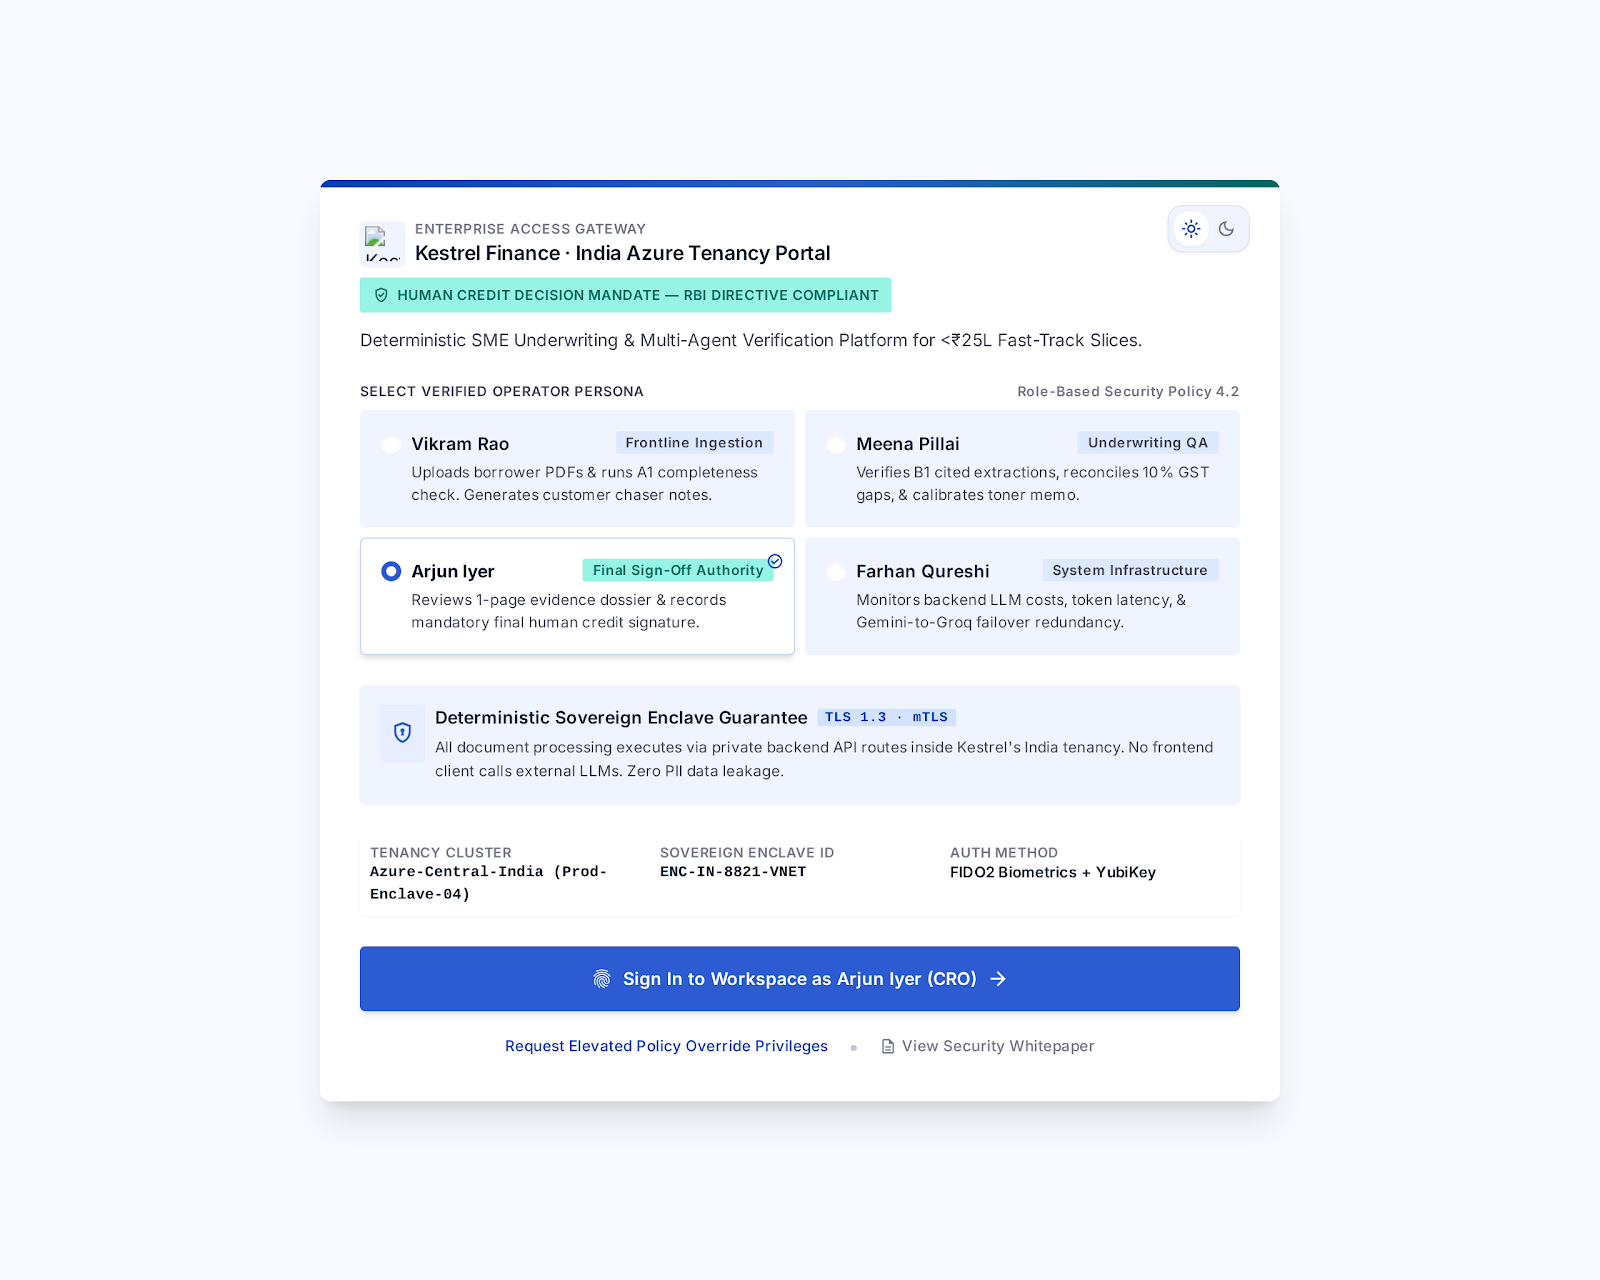 ENTERPRISE ACCESS GATEWAY
Kestrel Finance · India Azure Tenancy Portal
HUMAN CREDIT DECISION MANDATE — RBI DIRECTIVE COMPLIANT
Deterministic SME Underwriting & Multi-Agent Verification Platform for <₹25L Fast-Track Slices.
SELECT VERIFIED OPERATOR PERSONA
Role-Based Security Policy 4.2
Vikram Rao
Frontline Ingestion
Uploads borrower PDFs & runs A1 completeness
check. Generates customer chaser notes.
Meena Pillai
Underwriting QA
Verifies B1 cited extractions, reconciles 10% GST
gaps, & calibrates toner memo.
Arjun Iyer
Final Sign-Off Authority
Reviews 1-page evidence dossier & records
mandatory final human credit signature.
Farhan Qureshi
System Infrastructure
Monitors backend LLM costs, token latency, &
Gemini-to-Groq failover redundancy.
Deterministic Sovereign Enclave Guarantee
TLS 1.3 · mTLS
All document processing executes via private backend API routes inside Kestrel's India tenancy. No frontend
client calls external LLMs. Zero PII data leakage.
TENANCY CLUSTER
Azure-Central-India (Prod-
Enclave-04)
SOVEREIGN ENCLAVE ID
ENC-IN-8821-VNET
AUTH METHOD
FIDO2 Biometrics + YubiKey
Sign In to Workspace as Arjun Iyer (CRO)
Request Elevated Policy Override Privileges
View Security Whitepaper